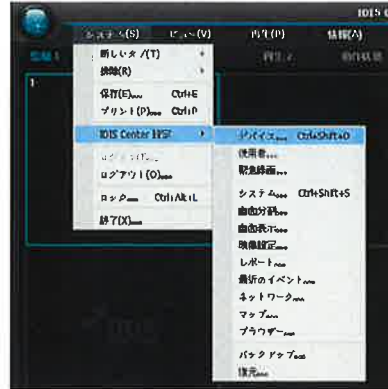 IDIS C
システム(S) ビュー(V) 再生(P) 情報(A)
新しいタブ(T)
排除(R)
保存(E)... Ctrl+E
プリント(P)... Ctrl+P
IDIS Center 設定
ログアウト(O)...
ロック... Ctrl+Alt+L
終了(X)...
デバイス... Ctrl+Shift+D
使用者...
緊急録画...
システム... Ctrl+Shift+S
画面分割...
画面表示...
映像設定...
レポート...
最近のイベント...
ネットワーク...
マップ...
ブラウザー...
バックアップ...
復元...